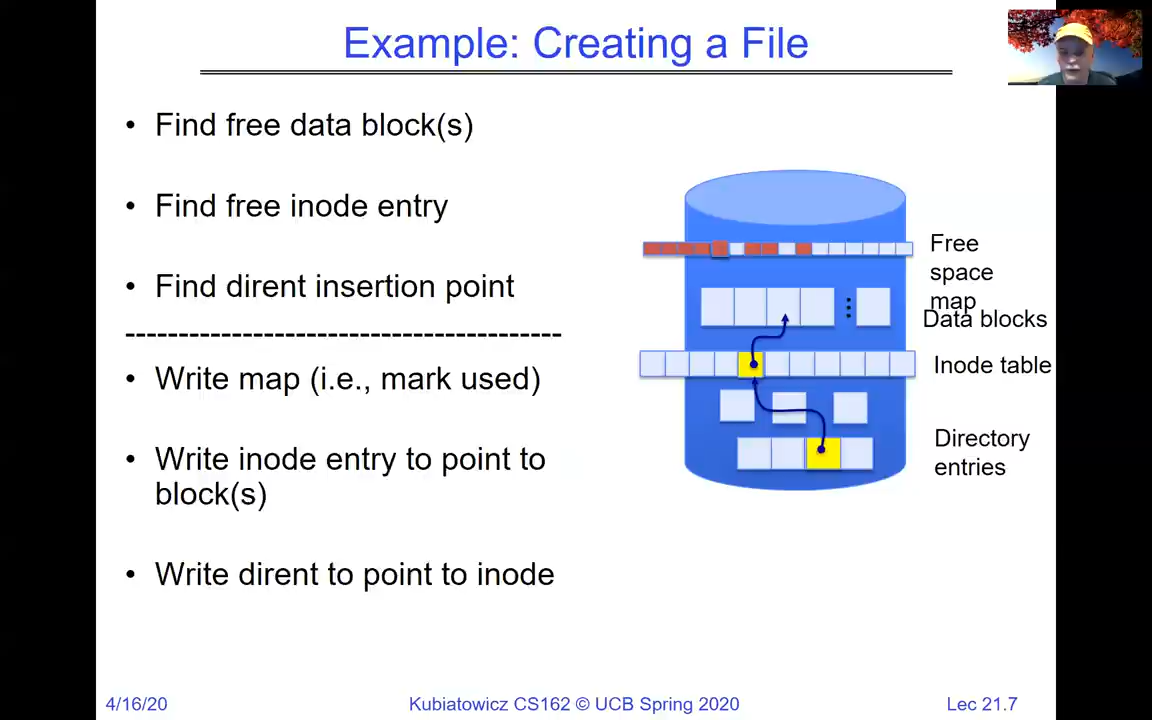 Example: Creating a File
• Find free data block(s)
• Find free inode entry
• Find dirent insertion point
-----------------------------------------
• Write map (i.e., mark used)
• Write inode entry to point to
block(s)
• Write dirent to point to inode
Free
space
map
Data blocks
Inode table
Directory
entries
4/16/20
Kubiatowicz CS162 © UCB Spring 2020
Lec 21.7